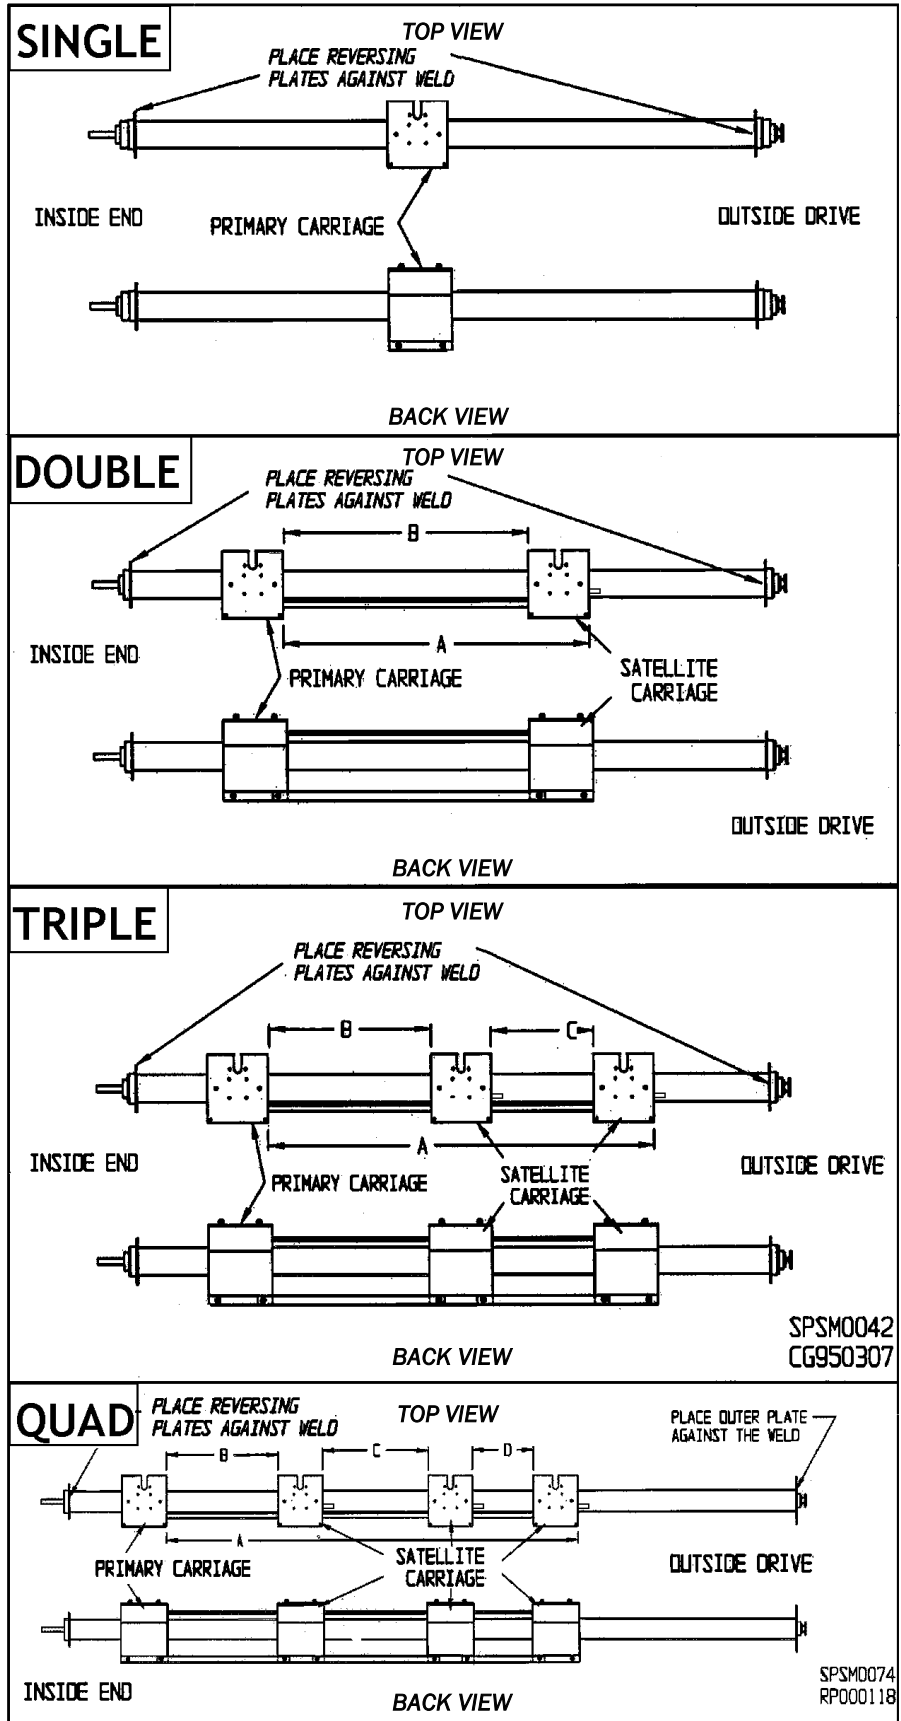 SINGLE
TOP VIEW
PLACE REVERSING
PLATES AGAINST WELD
INSIDE END
PRIMARY CARRIAGE
OUTSIDE DRIVE
BACK VIEW
DOUBLE
TOP VIEW
PLACE REVERSING
PLATES AGAINST WELD
B
INSIDE END
A
PRIMARY CARRIAGE
SATELLITE
CARRIAGE
OUTSIDE DRIVE
BACK VIEW
TRIPLE
TOP VIEW
PLACE REVERSING
PLATES AGAINST WELD
B
C
A
INSIDE END
PRIMARY CARRIAGE
SATELLITE
CARRIAGE
OUTSIDE DRIVE
SPSM0042
CG950307
BACK VIEW
QUAD
PLACE REVERSING
PLATES AGAINST WELD
TOP VIEW
PLACE OUTER PLATE
AGAINST THE WELD
B
C
D
A
PRIMARY CARRIAGE
SATELLITE
CARRIAGE
OUTSIDE DRIVE
INSIDE END
BACK VIEW
SPSM0074
RP000118